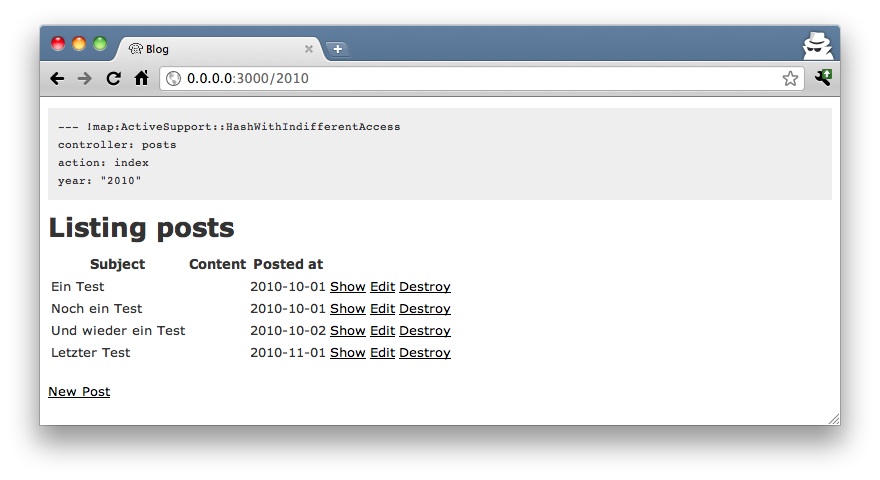 Blog
0.0.0.0:3000/2010
--- !map:ActiveSupport::HashWithIndifferentAccess
controller: posts
action: index
year: "2010"
Listing posts
Subject Content Posted at
Ein Test 2010-10-01 Show Edit Destroy
Noch ein Test 2010-10-01 Show Edit Destroy
Und wieder ein Test 2010-10-02 Show Edit Destroy
Letzter Test 2010-11-01 Show Edit Destroy
New Post